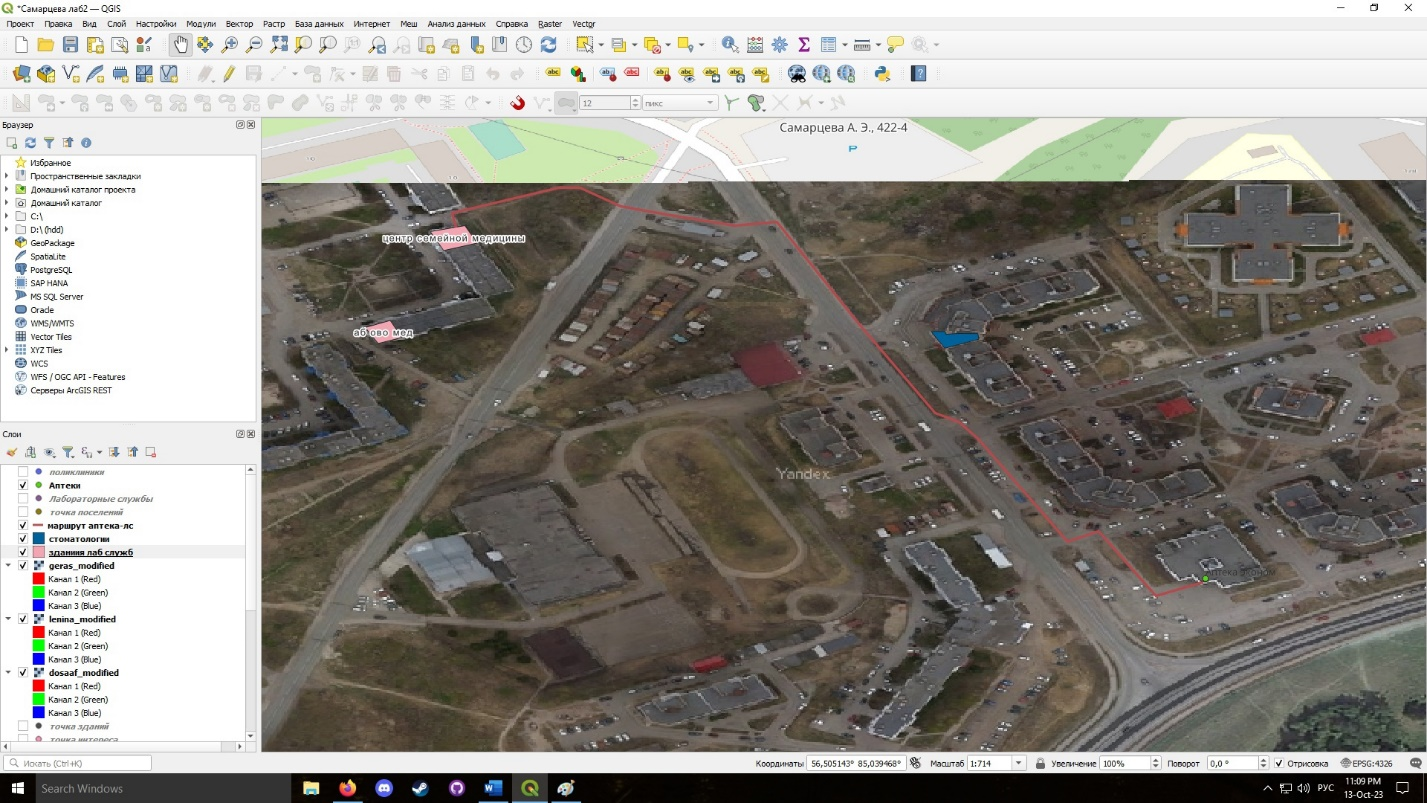 *Самарцева лаб2 — QGIS
Проект Правка Вид Слой Настройки Модули Вектор Растр База данных Интернет Меш Анализ данных Справка Raster Vector
12 пикс
Браузер
Избранное
Пространственные закладки
Домашний каталог проекта
Домашний каталог
C:\
D:\ (hdd)
GeoPackage
SpatiaLite
PostgreSQL
SAP HANA
MS SQL Server
Oracle
WMS/WMTS
Vector Tiles
XYZ Tiles
WCS
WFS / OGC API - Features
Серверы ArcGIS REST
Слои
поликлиники
Аптеки
Лабораторные службы
точка поселений
маршрут аптека-лс
стоматологии
зданиия лаб служб
geras_modified
Канал 1 (Red)
Канал 2 (Green)
Канал 3 (Blue)
lenina_modified
Канал 1 (Red)
Канал 2 (Green)
Канал 3 (Blue)
dosaaf_modified
Канал 1 (Red)
Канал 2 (Green)
Канал 3 (Blue)
точка зданий
точка интереса
Самарцева А. Э., 422-4
P
центр семейной медицины
аб ово мед
Yandex
Искать (Ctrl+K)
Координаты 56,505143° 85,039468° Масштаб 1:714 Увеличение 100% Поворот 0,0 ° Отрисовка EPSG:4326
Search Windows
РУС
11:09 PM
13-Oct-23